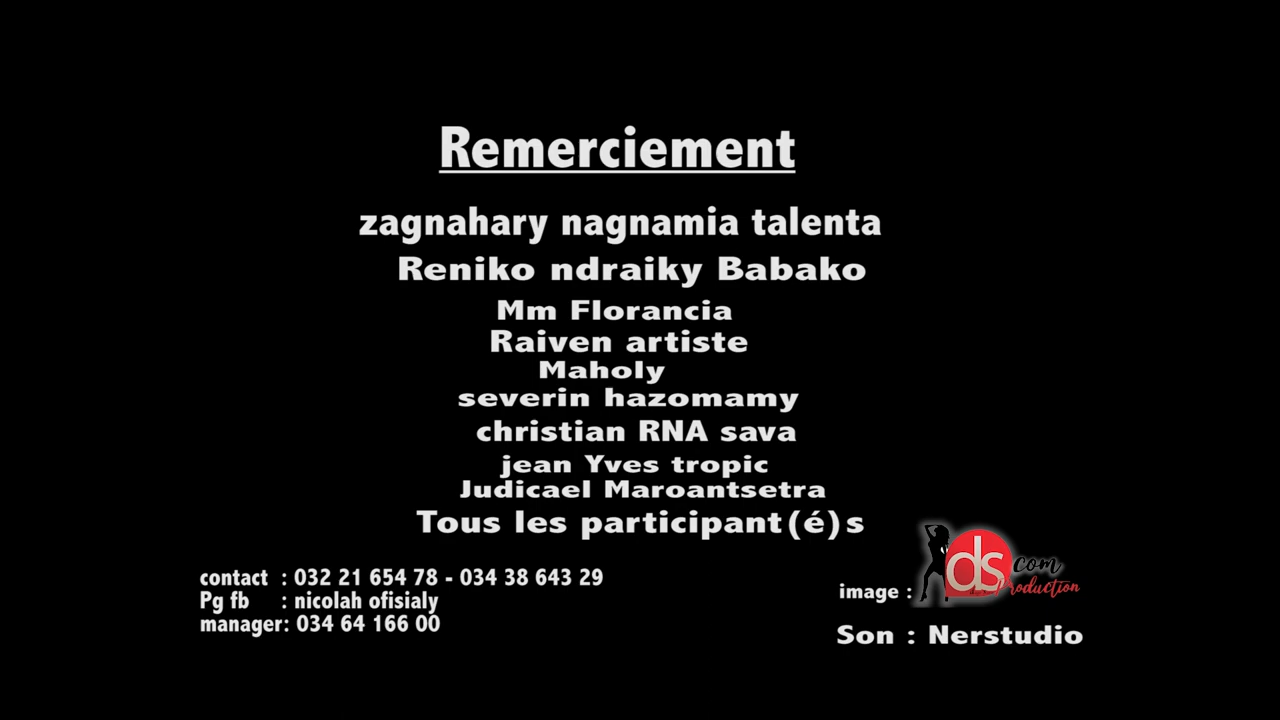 Remerciement
zagnahary nagnamia talenta
Reniko ndraiky Babako
Mm Florancia
Raiven artiste
Maholy
severin hazomamy
christian RNA sava
jean Yves tropic
Judicael Maroantsetra
Tous les participant(é)s
contact : 032 21 654 78 - 034 38 643 29
Pg fb : nicolah ofisialy
manager: 034 64 166 00
image : ds com Production
Son : Nerstudio